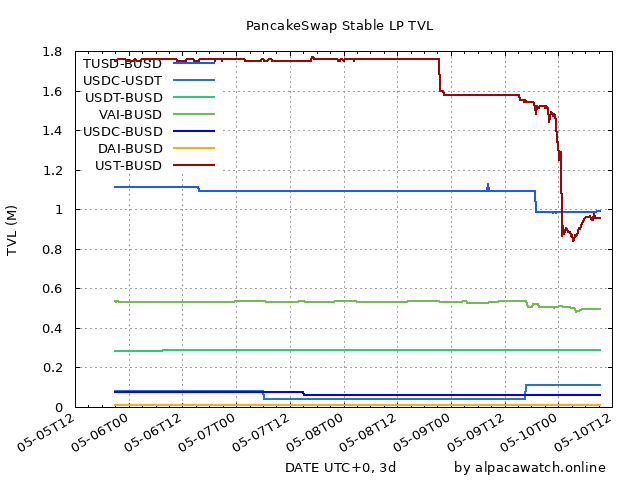 PancakeSwap Stable LP TVL
1.8
1.6
1.4
1.2
1
0.8
0.6
0.4
0.2
0
TVL (M)
TUSD-BUSD
USDC-USDT
USDT-BUSD
VAI-BUSD
USDC-BUSD
DAI-BUSD
UST-BUSD
05-05T12
05-06T00
05-06T12
05-07T00
05-07T12
05-08T00
05-08T12
05-09T00
05-09T12
05-10T00
05-10T12
DATE UTC+0, 3d
by alpacawatch.online